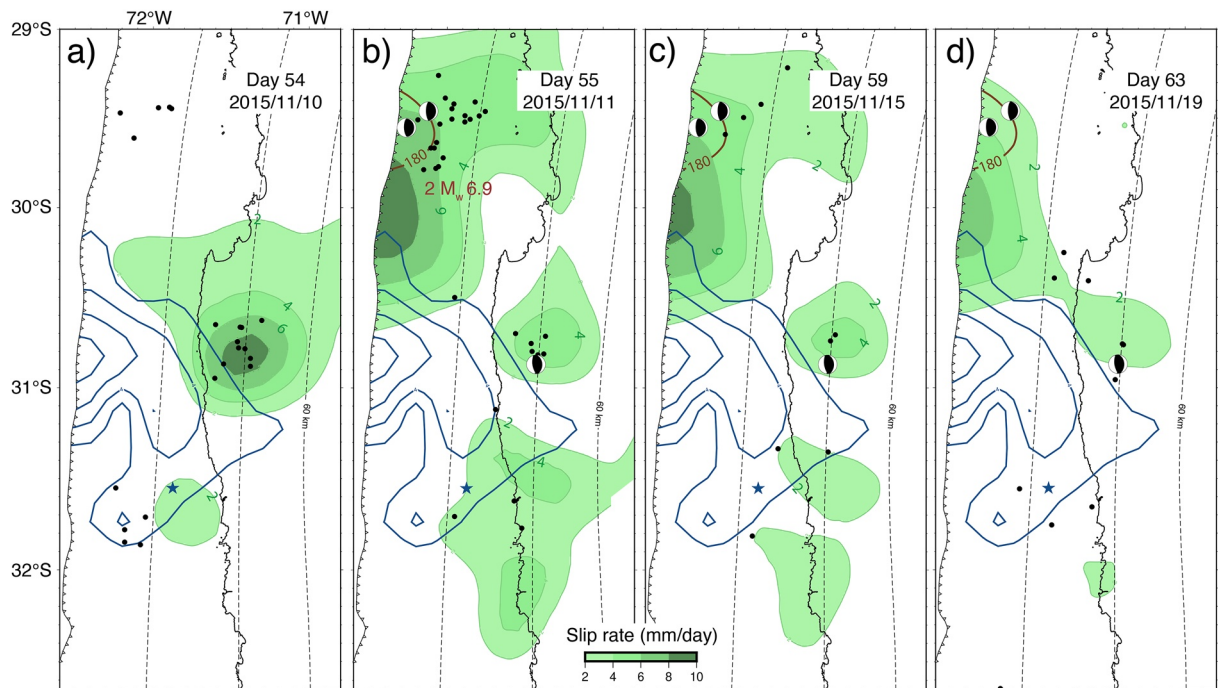 72°W 71°W
29°S
30°S
31°S
32°S
a)
Day 54
2015/11/10
2
4
6
2
60 km
b)
Day 55
2015/11/11
180
4
2 Mw 6.9
6
4
2
4
60 km
c)
Day 59
2015/11/15
180
2
4
6
2
4
2
60 km
d)
Day 63
2015/11/19
180
2
4
2
60 km
Slip rate (mm/day)
2 4 6 8 10